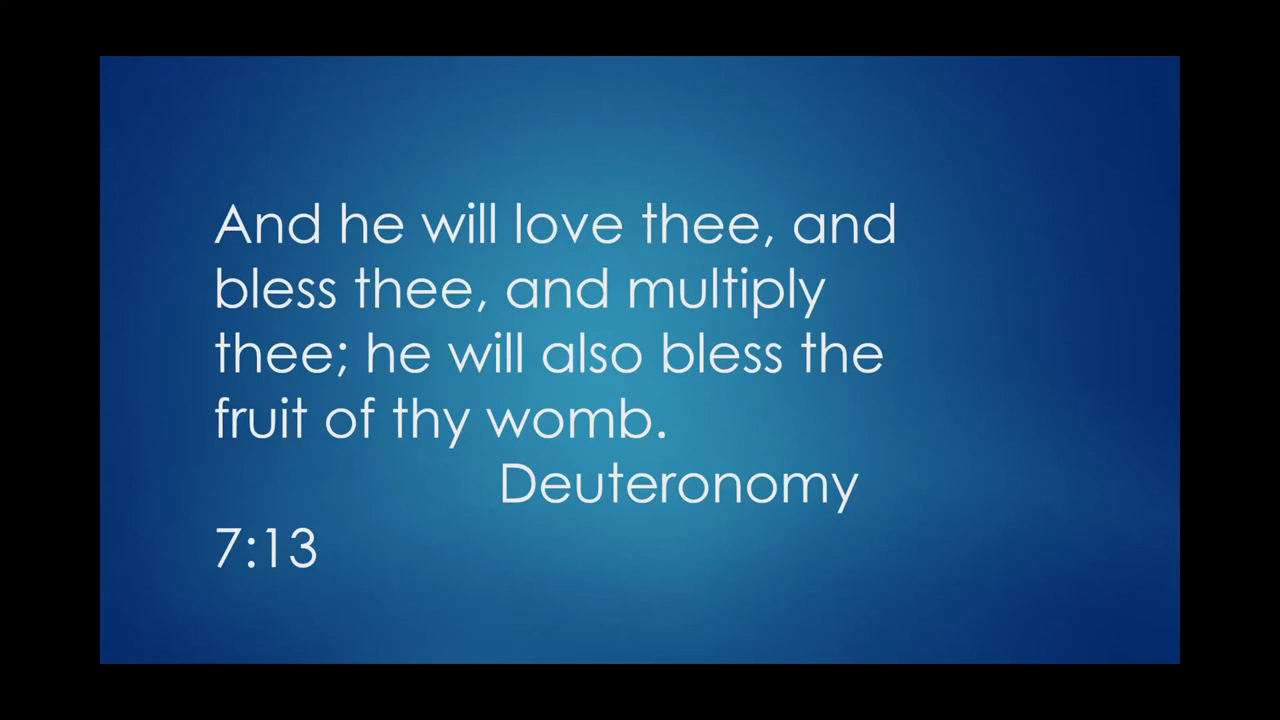 And he will love thee, and
bless thee, and multiply
thee; he will also bless the
fruit of thy womb.
Deuteronomy
7:13